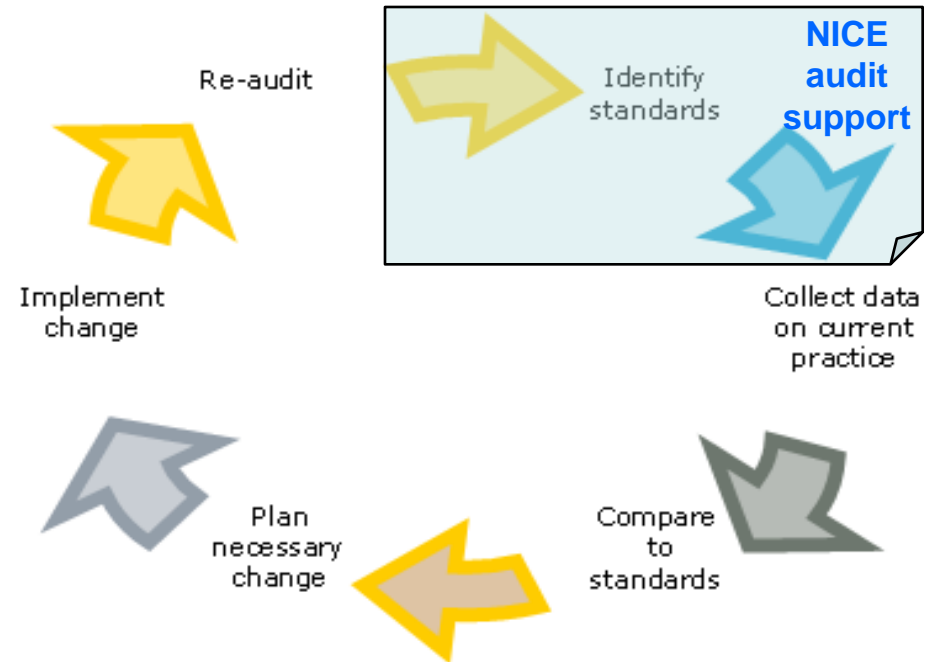 Re-audit
Identify
standards
NICE
audit
support
Collect data
on current
practice
Compare
to
standards
Plan
necessary
change
Implement
change